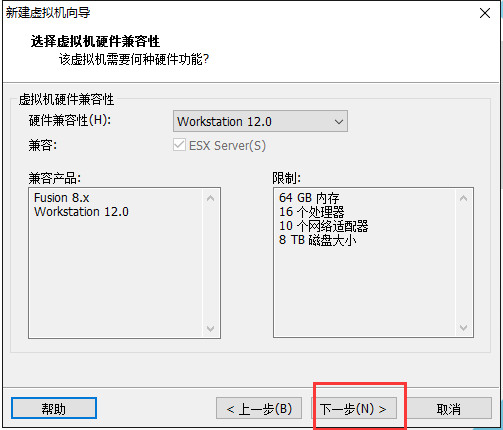 新建虚拟机向导
选择虚拟机硬件兼容性
该虚拟机需要何种硬件功能?
虚拟机硬件兼容性
硬件兼容性(H):
Workstation 12.0
兼容:
ESX Server(S)
兼容产品:
Fusion 8.x
Workstation 12.0
限制:
64 GB 内存
16 个处理器
10 个网络适配器
8 TB 磁盘大小
帮助
< 上一步(B)
下一步(N) >
取消